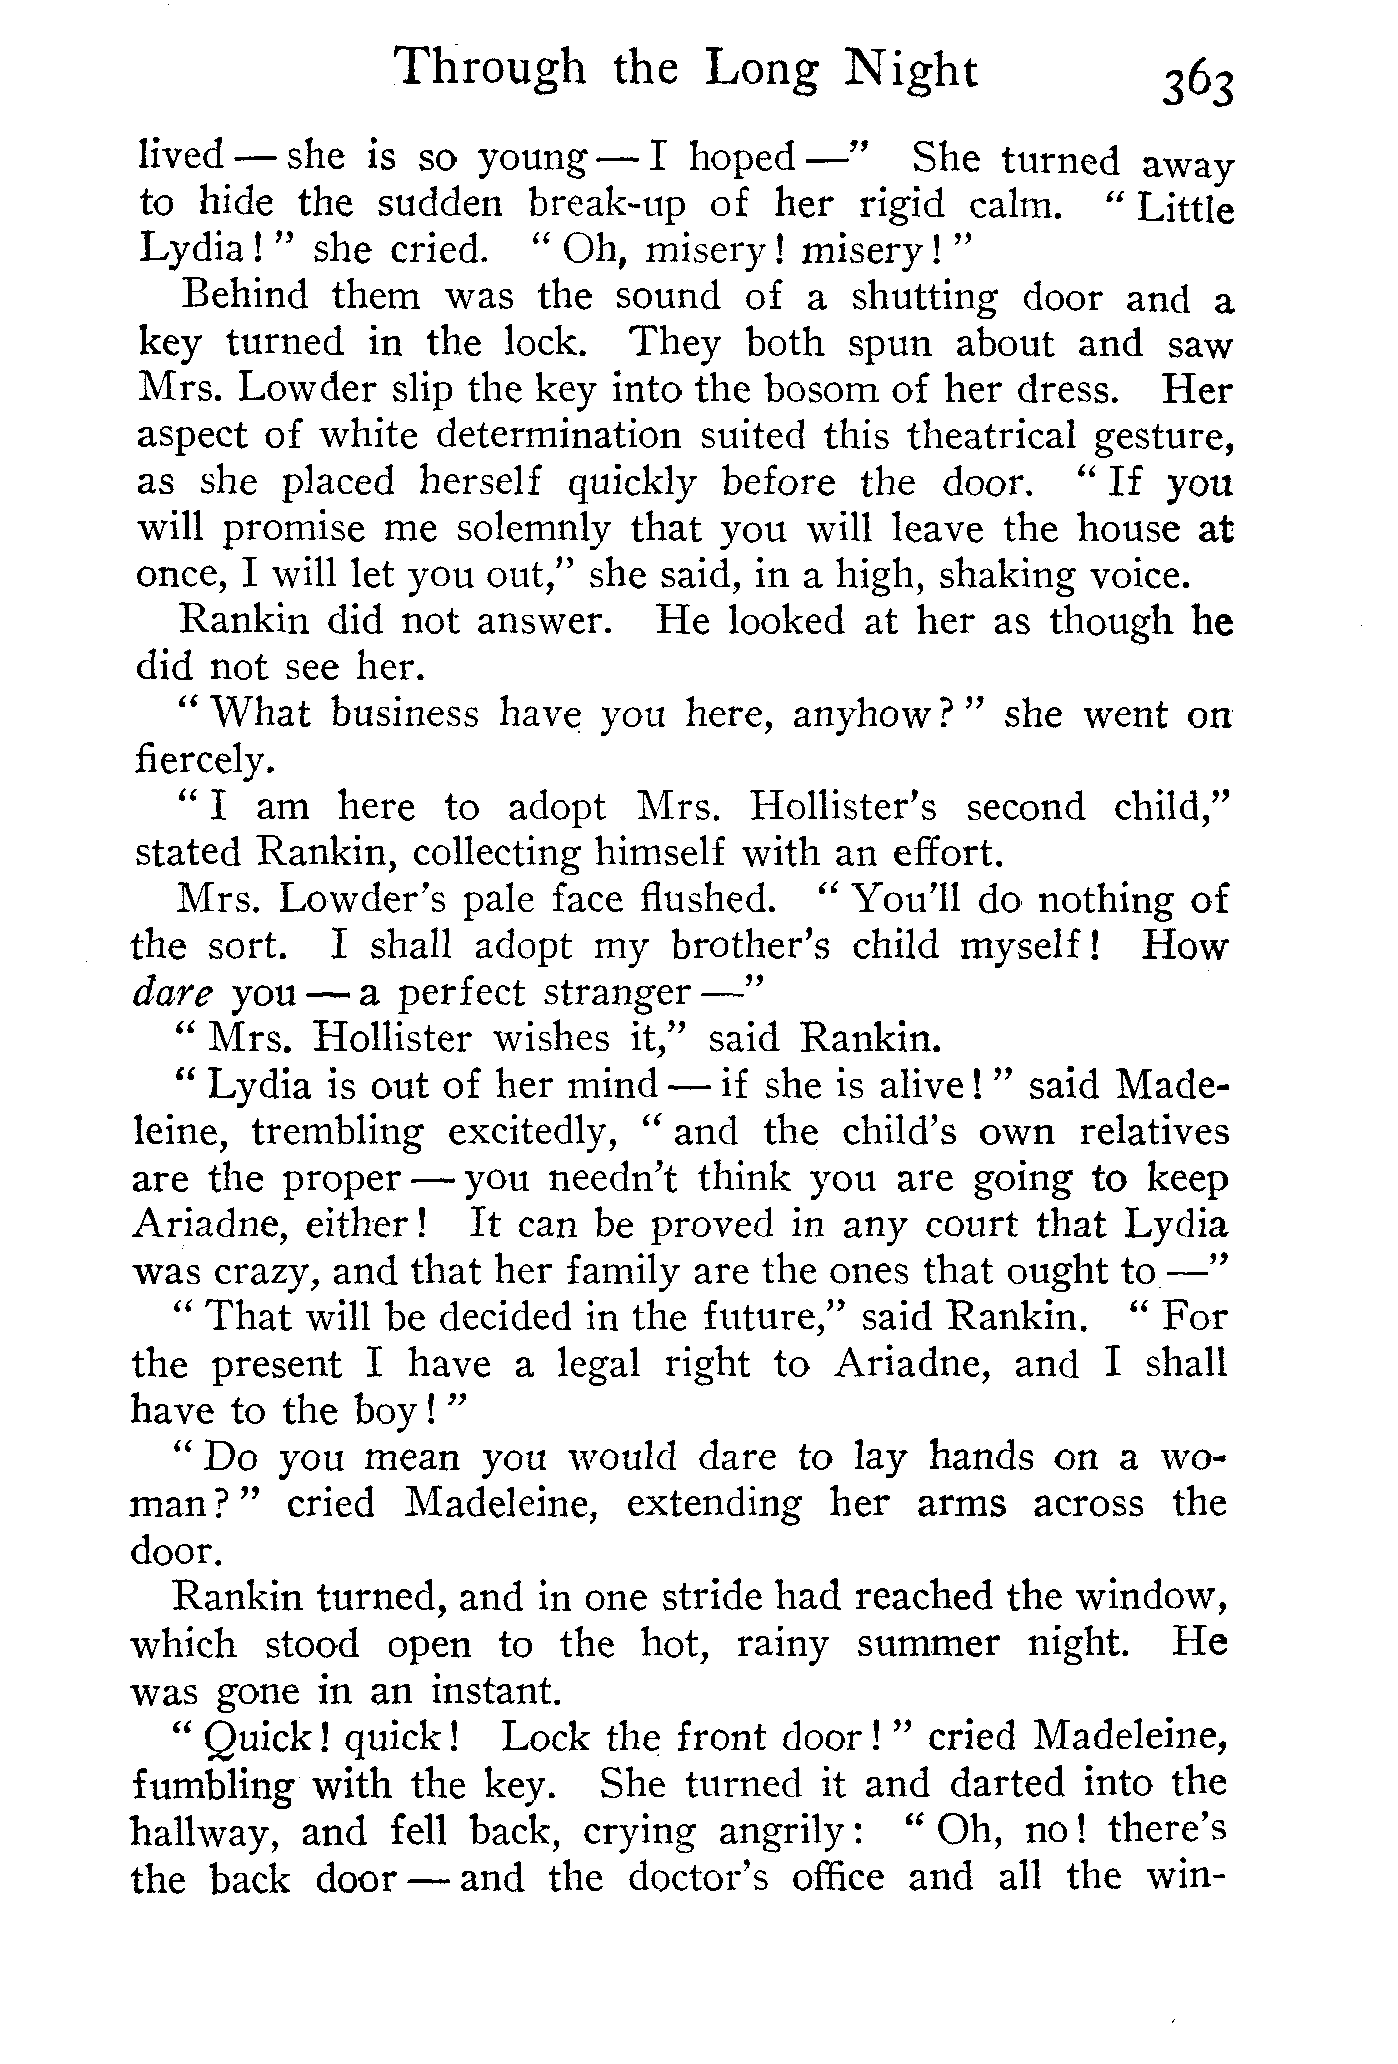 Through the Long Night 363
lived — she is so young — I hoped —” She turned away
to hide the sudden break-up of her rigid calm. “ Little
Lydia ! ” she cried. “ Oh, misery ! misery ! ”
Behind them was the sound of a shutting door and a
key turned in the lock. They both spun about and saw
Mrs. Lowder slip the key into the bosom of her dress. Her
aspect of white determination suited this theatrical gesture,
as she placed herself quickly before the door. “ If you
will promise me solemnly that you will leave the house at
once, I will let you out,” she said, in a high, shaking voice.
Rankin did not answer. He looked at her as though he
did not see her.
“ What business have you here, anyhow ? ” she went on
fiercely.
“ I am here to adopt Mrs. Hollister’s second child,”
stated Rankin, collecting himself with an effort.
Mrs. Lowder’s pale face flushed. “ You’ll do nothing of
the sort. I shall adopt my brother’s child myself ! How
dare you — a perfect stranger —”
“ Mrs. Hollister wishes it,” said Rankin.
“ Lydia is out of her mind — if she is alive ! ” said Made-
leine, trembling excitedly, “ and the child’s own relatives
are the proper — you needn’t think you are going to keep
Ariadne, either ! It can be proved in any court that Lydia
was crazy, and that her family are the ones that ought to —”
“ That will be decided in the future,” said Rankin. “ For
the present I have a legal right to Ariadne, and I shall
have to the boy ! ”
“ Do you mean you would dare to lay hands on a wo-
man ? ” cried Madeleine, extending her arms across the
door.
Rankin turned, and in one stride had reached the window,
which stood open to the hot, rainy summer night. He
was gone in an instant.
“ Quick ! quick ! Lock the front door ! ” cried Madeleine,
fumbling with the key. She turned it and darted into the
hallway, and fell back, crying angrily : “ Oh, no ! there’s
the back door — and the doctor’s office and all the win-